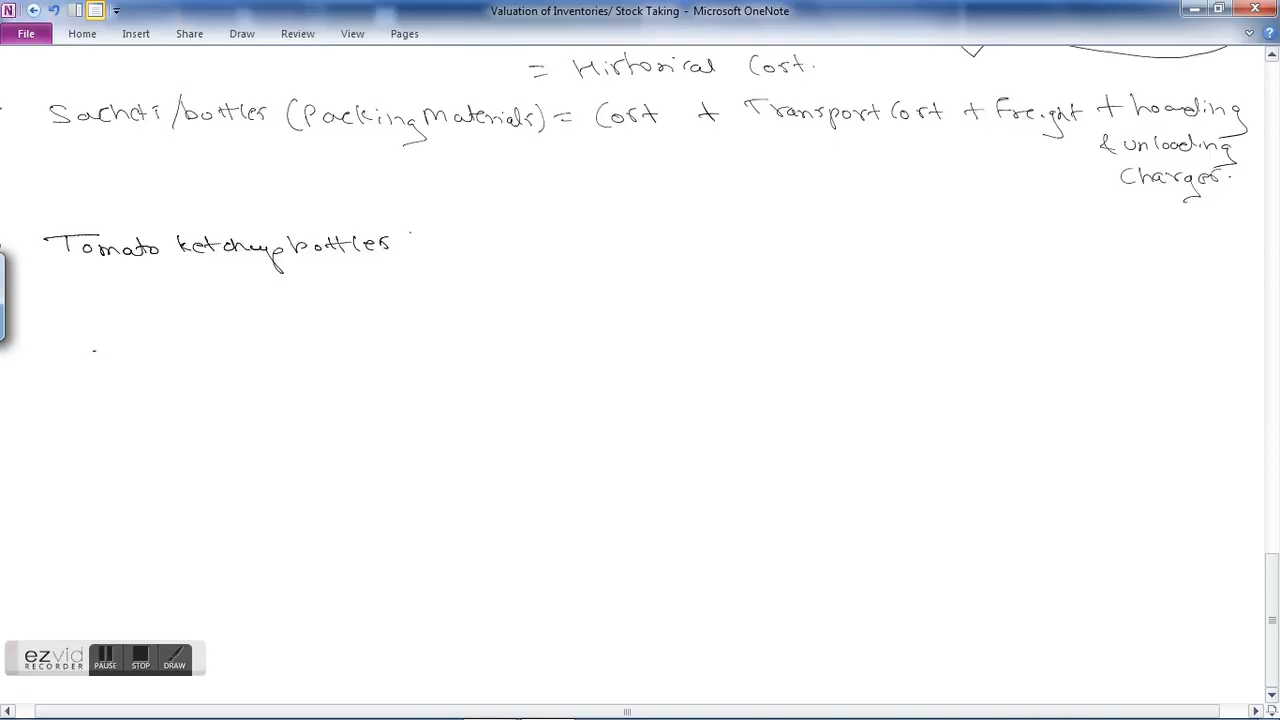 Valuation of Inventories/ Stock Taking - Microsoft OneNote
File Home Insert Share Draw Review View Pages
= Historical Cost.
Sachets/bottles (Packing Materials) = Cost + Transport Cost + Freight + Loading
& unloading
Charges.
Tomato ketchup bottles
ezvid
RECORDER
PAUSE STOP DRAW